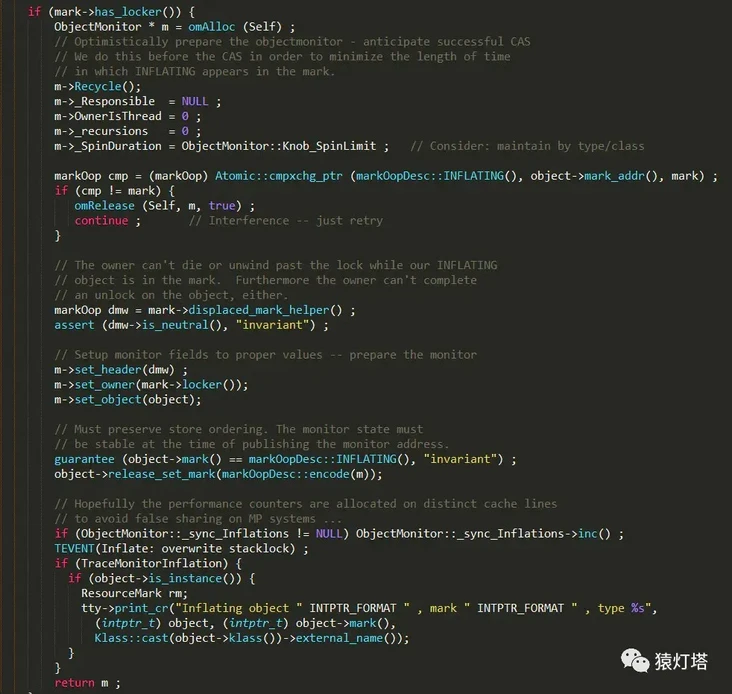 if (mark->has_locker()) {
ObjectMonitor * m = omAlloc (Self) ;
// Optimistically prepare the objectmonitor - anticipate successful CAS
// We do this before the CAS in order to minimize the length of time
// in which INFLATING appears in the mark.
m->Recycle();
m->_Responsible  = NULL ;
m->OwnerIsThread = 0 ;
m->_recursions   = 0 ;
m->_SpinDuration = ObjectMonitor::Knob_SpinLimit ;   // Consider: maintain by type/class
markOop cmp = (markOop) Atomic::cmpxchg_ptr (markOopDesc::INFLATING(), object->mark_addr(), mark) ;
if (cmp != mark) {
omRelease (Self, m, true) ;
continue ;       // Interference -- just retry
}
// The owner can't die or unwind past the lock while our INFLATING
// object is in the mark.  Furthermore the owner can't complete
// an unlock on the object, either.
markOop dmw = mark->displaced_mark_helper() ;
assert (dmw->is_neutral(), "invariant") ;
// Setup monitor fields to proper values -- prepare the monitor
m->set_header(dmw) ;
m->set_owner(mark->locker());
m->set_object(object);
// Must preserve store ordering. The monitor state must
// be stable at the time of publishing the monitor address.
guarantee (object->mark() == markOopDesc::INFLATING(), "invariant") ;
object->release_set_mark(markOopDesc::encode(m));
// Hopefully the performance counters are allocated on distinct cache lines
// to avoid false sharing on MP systems ...
if (ObjectMonitor::_sync_Inflations != NULL) ObjectMonitor::_sync_Inflations->inc() ;
TEVENT(Inflate: overwrite stacklock) ;
if (TraceMonitorInflation) {
if (object->is_instance()) {
ResourceMark rm;
tty->print_cr("Inflating object " INTPTR_FORMAT " , mark " INTPTR_FORMAT " , type %s",
(intptr_t) object, (intptr_t) object->mark(),
Klass::cast(object->klass())->external_name());
}
}
return m ;
猿灯塔